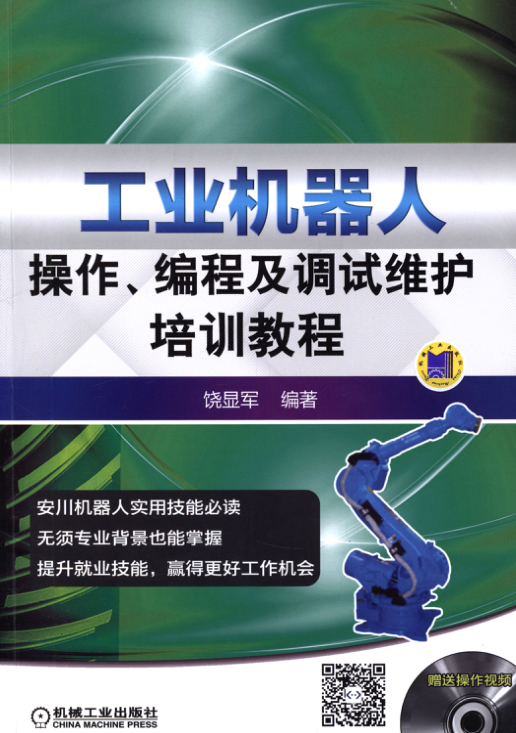 工业机器人
操作、编程及调试维护
培训教程
饶显军 编著
安川机器人实用技能必读
无须专业背景也能掌握
提升就业技能，赢得更好工作机会
赠送操作视频
机械工业出版社
CHINA MACHINE PRESS